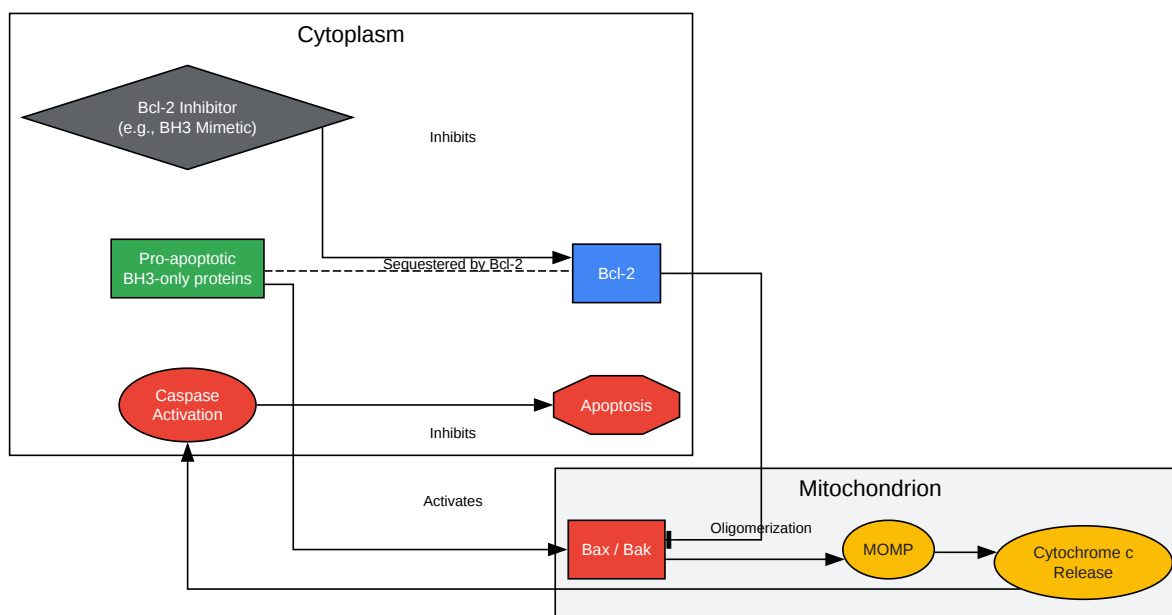 Cytoplasm
Bcl-2 Inhibitor
(e.g., BH3 Mimetic)
Inhibits
Pro-apoptotic
BH3-only proteins
Sequestered by Bcl-2
Bcl-2
Caspase
Activation
Apoptosis
Inhibits
Activates
Mitochondrion
Bax / Bak
Oligomerization
MOMP
Cytochrome c
Release